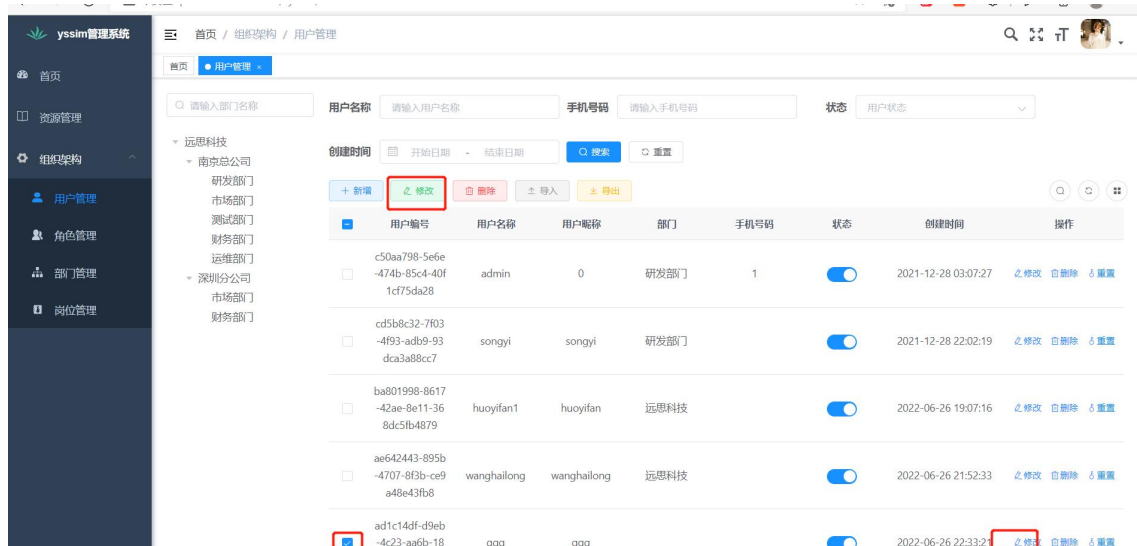 yssim管理系统
首页 / 组织架构 / 用户管理
首页
资源管理
组织架构
用户管理
角色管理
部门管理
岗位管理
首页 用户管理 ×
请输入部门名称
远思科技
南京总公司
研发部门
市场部门
测试部门
财务部门
运维部门
深圳分公司
市场部门
财务部门
用户名称 请输入用户名称 手机号码 请输入手机号码 状态 用户状态
创建时间 开始日期 - 结束日期 搜索 重置
+ 新增 修改 删除 导入 导出
用户编号 用户名称 用户昵称 部门 手机号码 状态 创建时间 操作
c50aa798-5e6e
-474b-85c4-40f admin 0 研发部门 1 2021-12-28 03:07:27 修改 删除 重置
1cf75da28
cd5b8c32-7f03
-4f93-adb9-93 songyi songyi 研发部门 2021-12-28 22:02:19 修改 删除 重置
dca3a88cc7
ba801998-8617
-42ae-8e11-36 huoyifan1 huoyifan 远思科技 2022-06-26 19:07:16 修改 删除 重置
8dc5fb4879
ae642443-895b
-4707-8f3b-ce9 wanghailong wanghailong 远思科技 2022-06-26 21:52:33 修改 删除 重置
a48e43fb8
ad1c14df-d9eb
-4c23-aa6b-18 qqq qqq 2022-06-26 22:33:21 修改 删除 重置